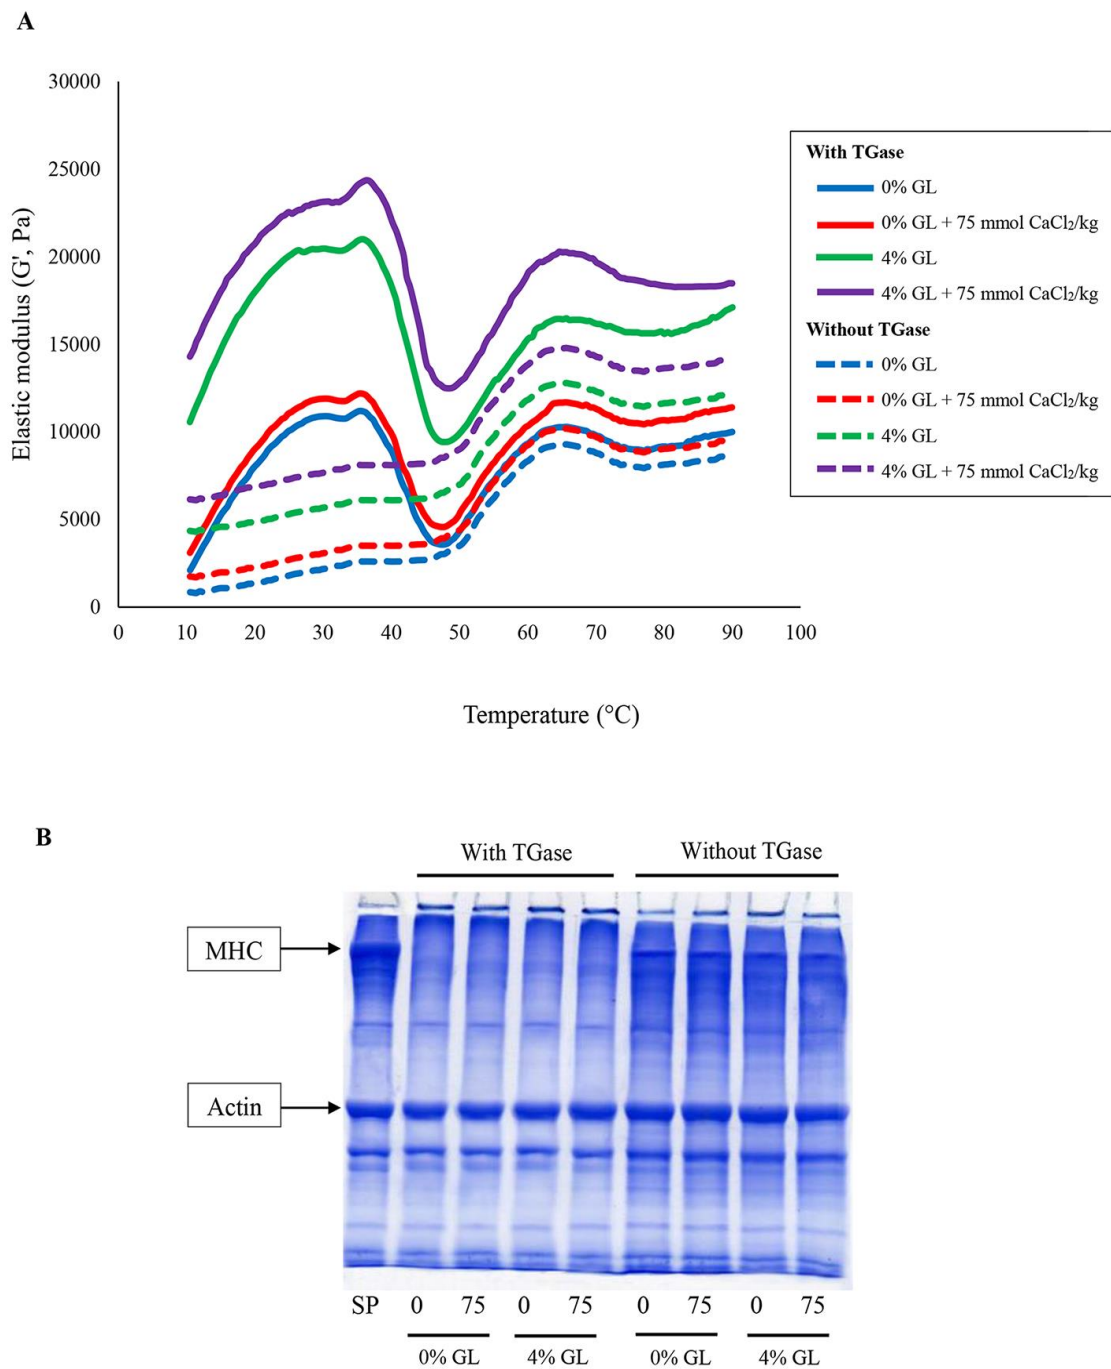 A
Elastic modulus (G', Pa)
30000
25000
20000
15000
10000
5000
0
0 10 20 30 40 50 60 70 80 90 100
Temperature (°C)
With TGase
0% GL
0% GL + 75 mmol CaCl₂/kg
4% GL
4% GL + 75 mmol CaCl₂/kg
Without TGase
0% GL
0% GL + 75 mmol CaCl₂/kg
4% GL
4% GL + 75 mmol CaCl₂/kg
B
With TGase Without TGase
MHC
Actin
SP 0 75 0 75 0 75 0 75
0% GL 4% GL 0% GL 4% GL